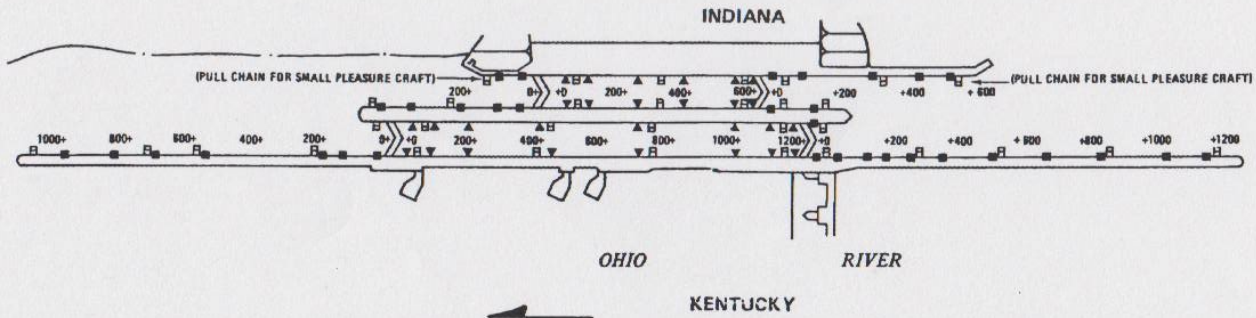 INDIANA
(PULL CHAIN FOR SMALL PLEASURE CRAFT) (PULL CHAIN FOR SMALL PLEASURE CRAFT)
200+ 0+ +0 200+ 400+ 600+ +0 +200 +400 + 600
1000+ 800+ 600+ 400+ 200+ 0+ +0 200+ 400+ 600+ 800+ 1000+ 1200+ +0 +200 +400 + 600 +800 +1000 +1200
OHIO RIVER
KENTUCKY